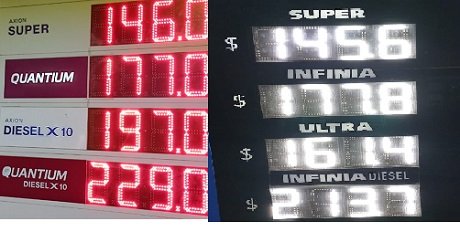 AXION
SUPER 146.0
QUANTIUM 177.0
AXION
DIESEL X10 197.0
QUANTIUM
DIESEL X10 229.0
SUPER
$ 145.6
INFINIA
$ 177.8
ULTRA
$ 161.4
INFINIA DIESEL
$ 213.7